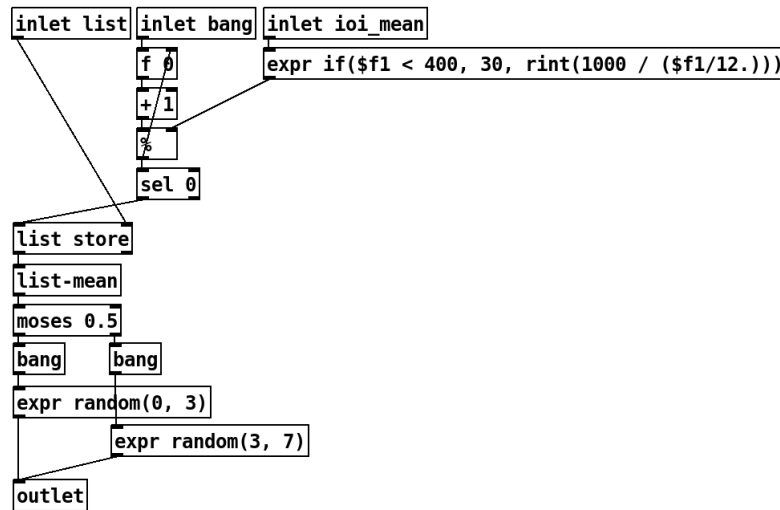 inlet list
inlet bang
inlet ioi_mean
f 0
expr if($f1 < 400, 30, rint(1000 / ($f1/12.)))
+ 1
%
sel 0
list store
list-mean
moses 0.5
bang
bang
expr random(0, 3)
expr random(3, 7)
outlet